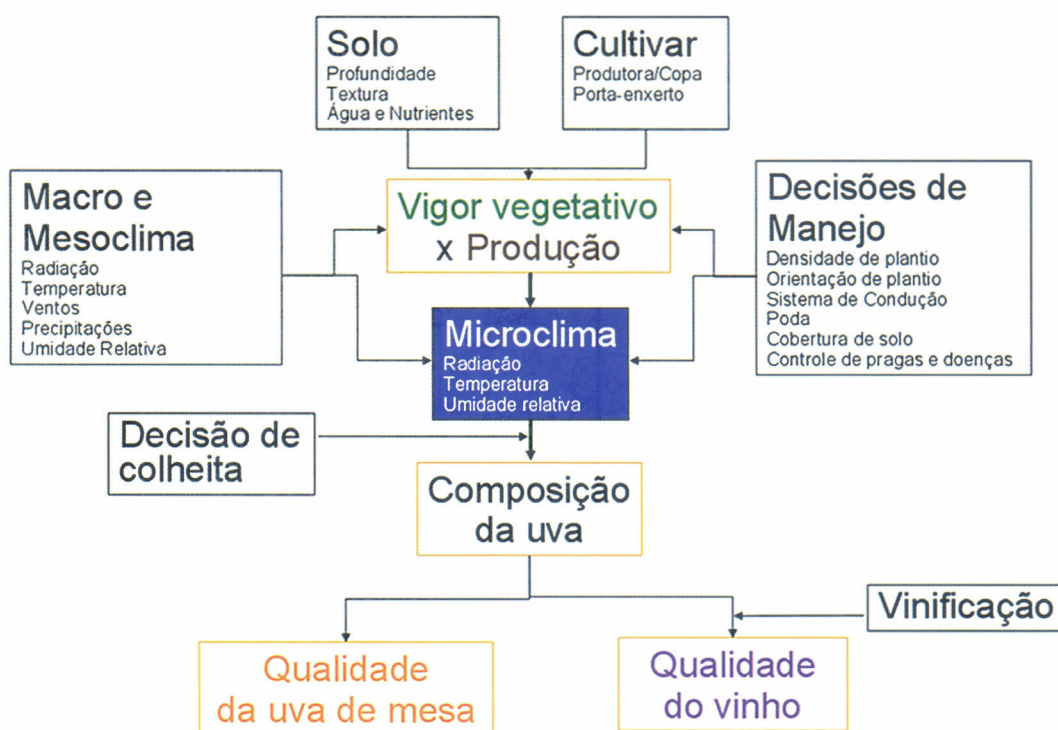 Solo
Profundidade
Textura
Água e Nutrientes
Cultivar
Produtora/Copa
Porta-enxerto
Macro e
Mesoclima
Radiação
Temperatura
Ventos
Precipitações
Umidade Relativa
Vigor vegetativo
x Produção
Decisões de
Manejo
Densidade de plantio
Orientação de plantio
Sistema de Condução
Poda
Cobertura de solo
Controle de pragas e doenças
Microclima
Radiação
Temperatura
Umidade relativa
Decisão de
colheita
Composição
da uva
Vinificação
Qualidade
da uva de mesa
Qualidade
do vinho